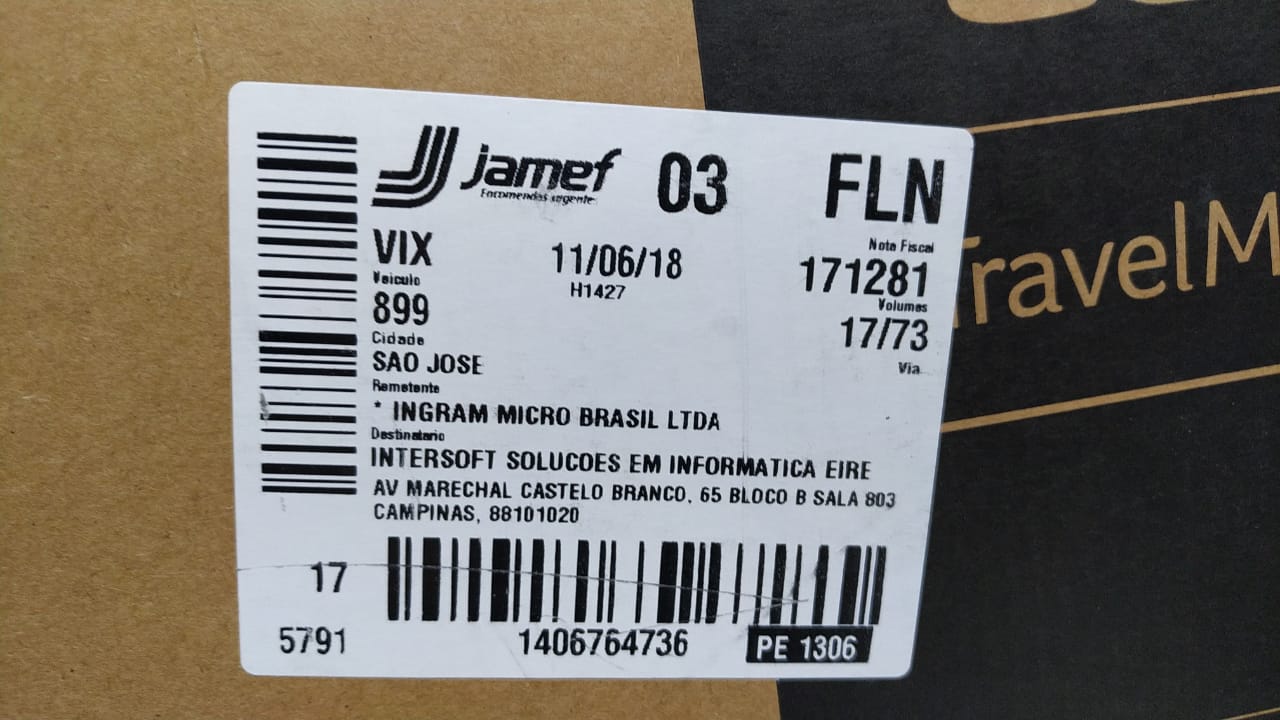 jamef
Encomendas urgentes
03
FLN
VIX
11/06/18
Nota Fiscal
171281
Veiculo
H1427
Volumes
899
17/73
Cidade
Via
SAO JOSE
Remetente
* INGRAM MICRO BRASIL LTDA
Destinatario
INTERSOFT SOLUCOES EM INFORMATICA EIRE
AV MARECHAL CASTELO BRANCO, 65 BLOCO B SALA 803
CAMPINAS, 88101020
17
5791
1406764736
PE 1306
TravelM